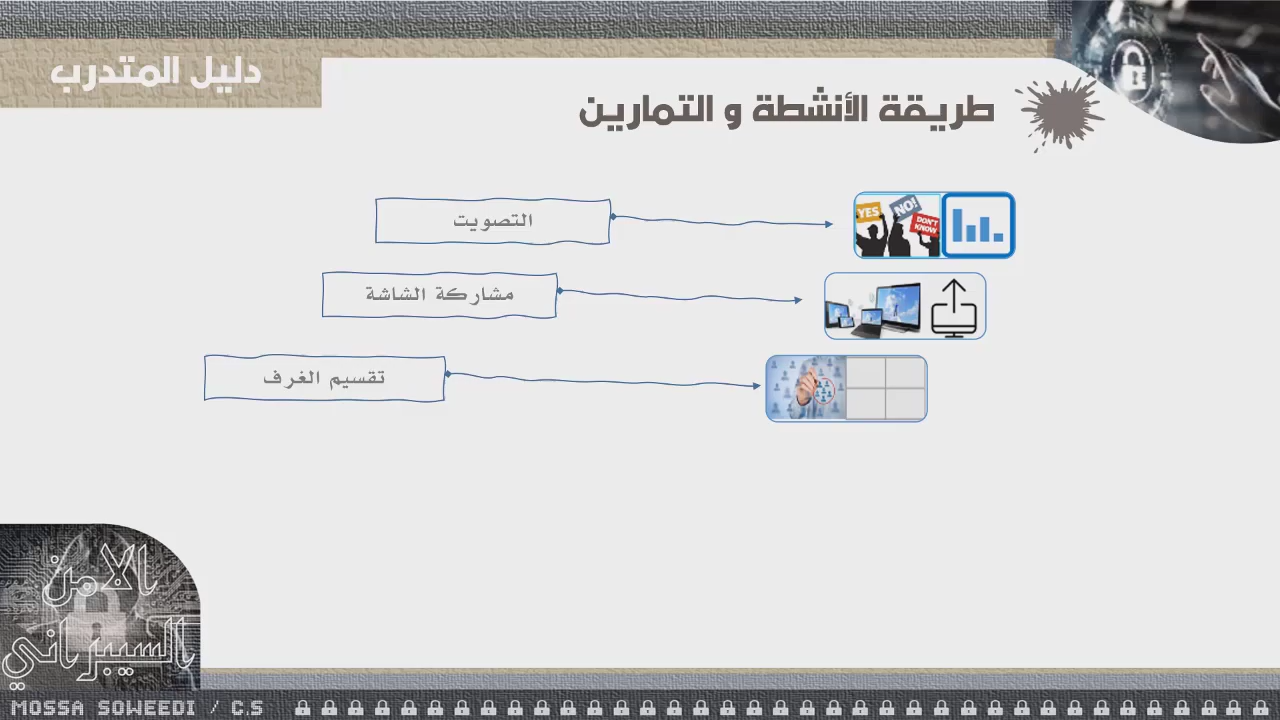 دليل المتدرب
طريقة الأنشطة و التمارين
التصويت
YES
NO!
DON'T
KNOW
مشاركة الشاشة
تقسيم الغرف
الامن
السيبراني
MOSSA SOWEEDI / C.S